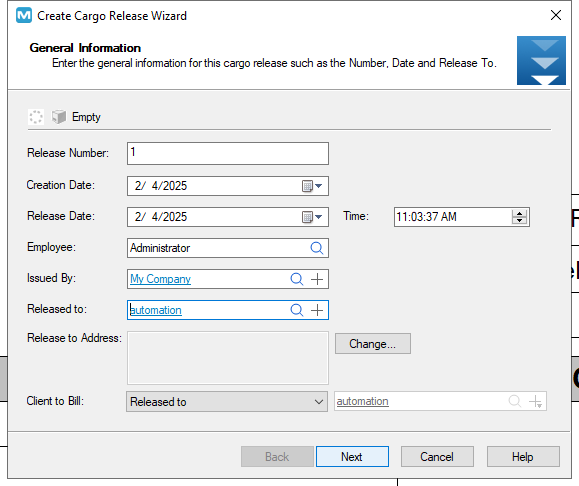 Create Cargo Release Wizard
General Information
Enter the general information for this cargo release such as the Number, Date and Release To.
Empty
Release Number: 1
Creation Date: 2/ 4/2025
Release Date: 2/ 4/2025 Time: 11:03:37 AM
Employee: Administrator
Issued By: My Company
Released to: automation
Release to Address: Change...
Client to Bill: Released to automation
Back Next Cancel Help